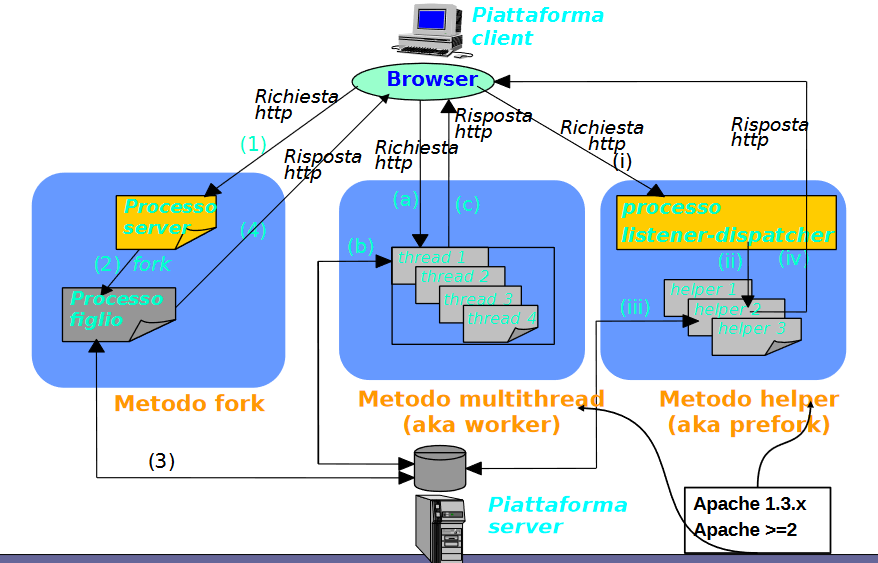 Piattaforma
client
Browser
Richiesta
http
(1)
Risposta
http
Richiesta
http
Risposta
http
Richiesta
http
(i)
Risposta
http
Processo
server
(2) fork
(4)
Processo
figlio
Metodo fork
(3)
(a)
(c)
(b)
thread 1
thread 2
thread 3
thread 4
Metodo multithread
(aka worker)
processo
listener-dispatcher
(ii)
(iv)
(iii)
helper 1
helper 2
helper 3
Metodo helper
(aka prefork)
Piattaforma
server
Apache 1.3.x
Apache >=2